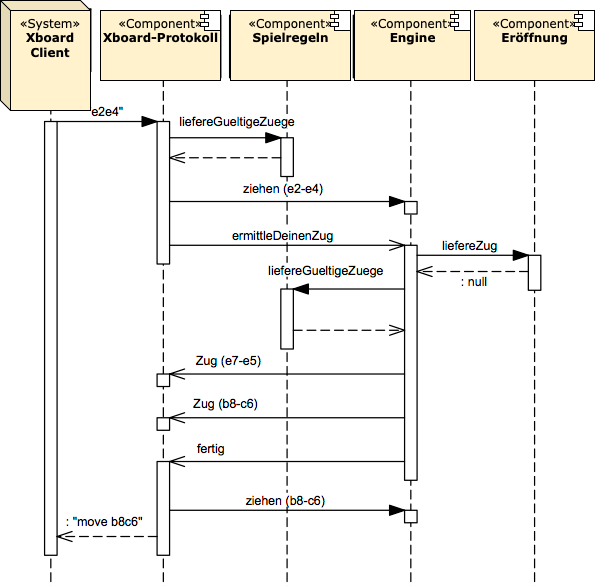 «System»
Xboard
Client
«Component»
Xboard-Protokoll
«Component»
Spielregeln
«Component»
Engine
«Component»
Eröffnung
e2e4"
liefereGueltigeZuege
ziehen (e2-e4)
ermittleDeinenZug
liefereZug
liefereGueltigeZuege
: null
Zug (e7-e5)
Zug (b8-c6)
fertig
ziehen (b8-c6)
: "move b8c6"